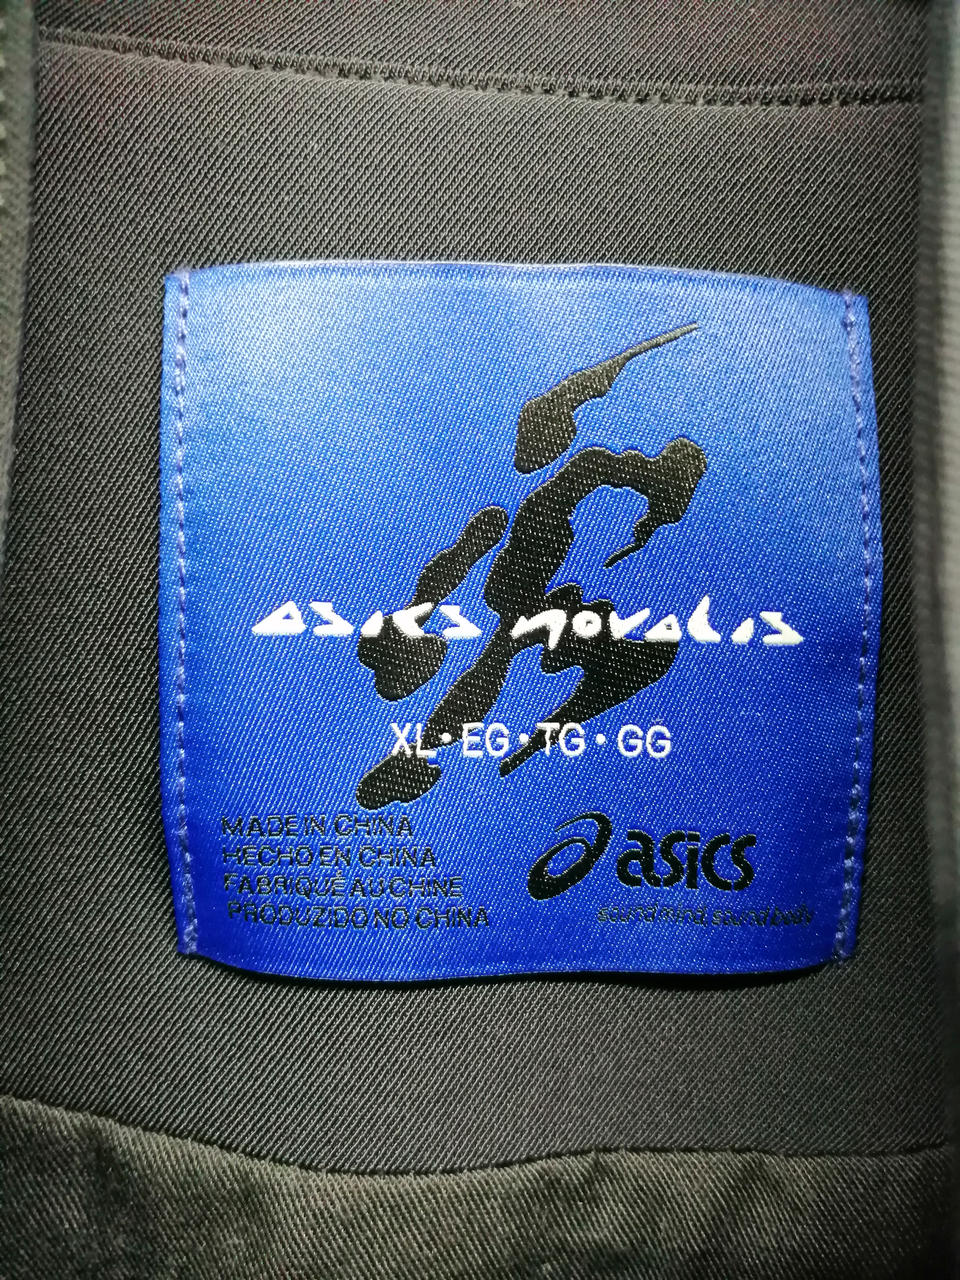 asics novalis
XL・EG・TG・GG
MADE IN CHINA
HECHO EN CHINA
FABRIQUÉ AU CHINE
PRODUZIDO NO CHINA
asics
sound mind, sound body